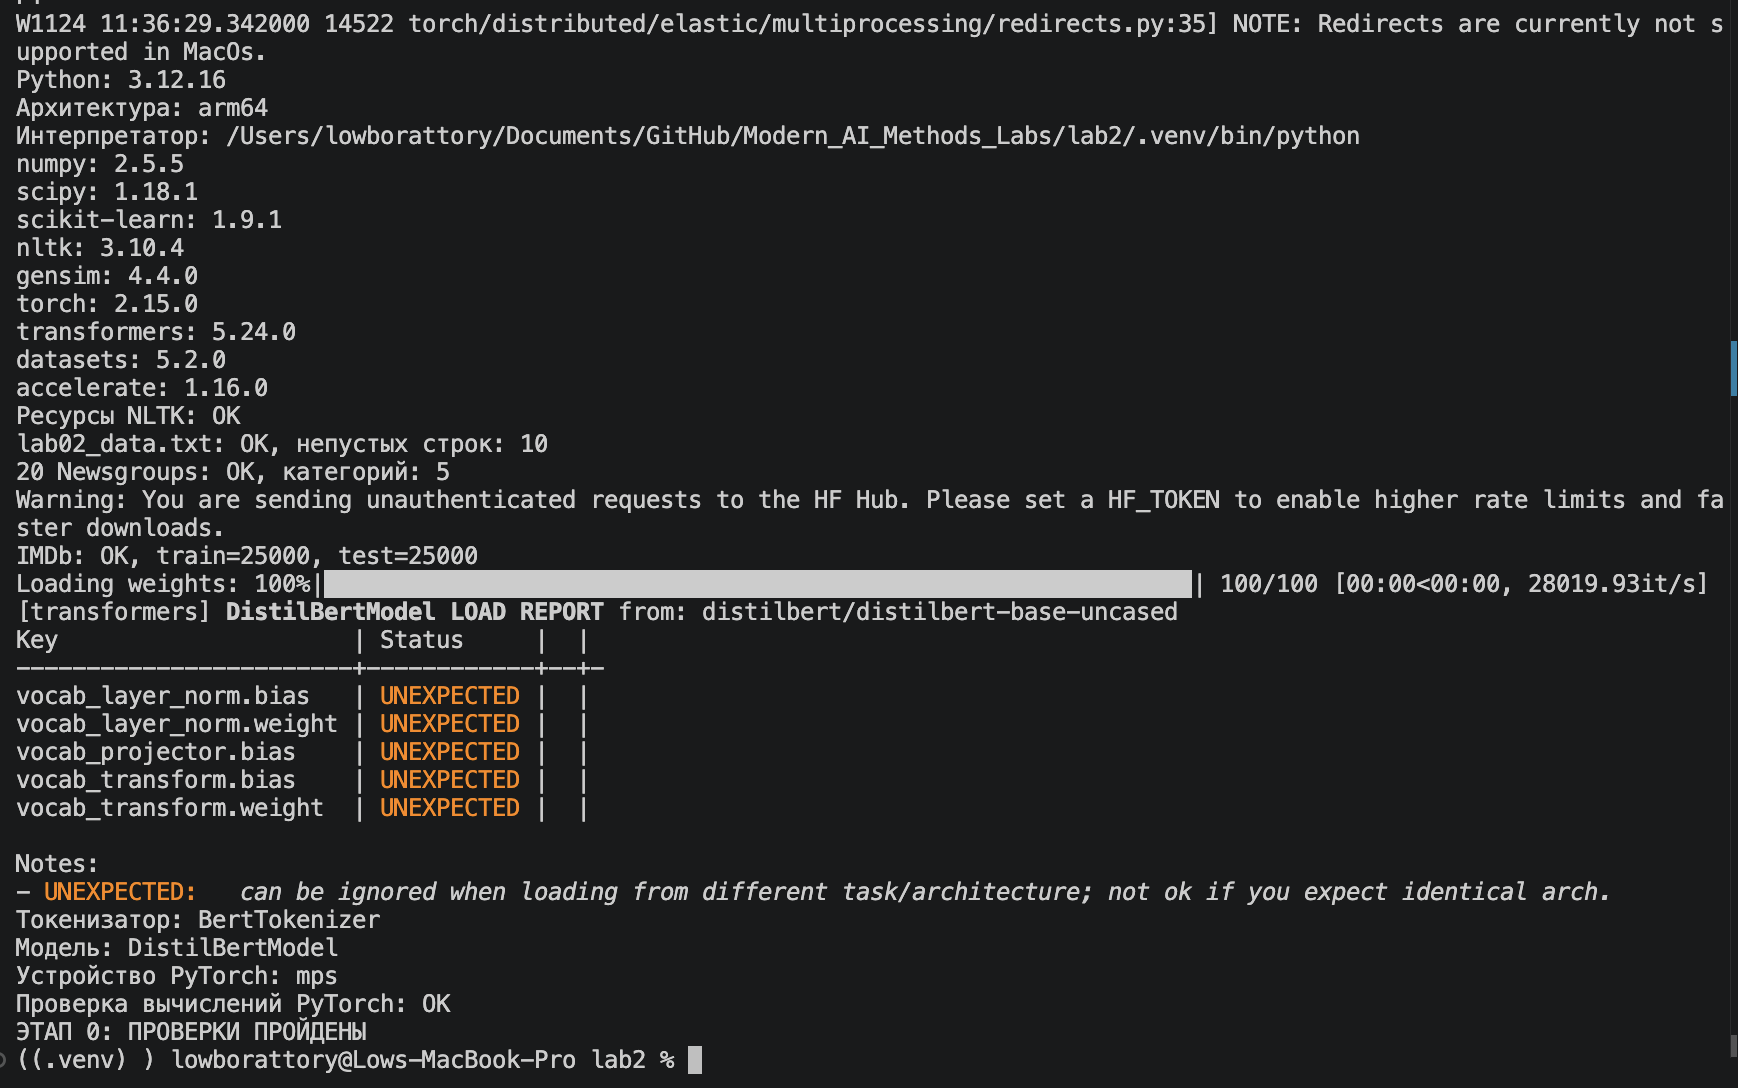 W1124 11:36:29.342000 14522 torch/distributed/elastic/multiprocessing/redirects.py:35] NOTE: Redirects are currently not s
upported in MacOs.
Python: 3.12.16
Архитектура: arm64
Интерпретатор: /Users/lowborattory/Documents/GitHub/Modern_AI_Methods_Labs/lab2/.venv/bin/python
numpy: 2.5.5
scipy: 1.18.1
scikit-learn: 1.9.1
nltk: 3.10.4
gensim: 4.4.0
torch: 2.15.0
transformers: 5.24.0
datasets: 5.2.0
accelerate: 1.16.0
Ресурсы NLTK: OK
lab02_data.txt: OK, непустых строк: 10
20 Newsgroups: OK, категорий: 5
Warning: You are sending unauthenticated requests to the HF Hub. Please set a HF_TOKEN to enable higher rate limits and fa
ster downloads.
IMDb: OK, train=25000, test=25000
Loading weights: 100%| | 100/100 [00:00<00:00, 28019.93it/s]
[transformers] DistilBertModel LOAD REPORT from: distilbert/distilbert-base-uncased
Key | Status | |
------------------------+------------+--+-
vocab_layer_norm.bias | UNEXPECTED | |
vocab_layer_norm.weight | UNEXPECTED | |
vocab_projector.bias | UNEXPECTED | |
vocab_transform.bias | UNEXPECTED | |
vocab_transform.weight | UNEXPECTED | |
Notes:
- UNEXPECTED: can be ignored when loading from different task/architecture; not ok if you expect identical arch.
Токенизатор: BertTokenizer
Модель: DistilBertModel
Устройство PyTorch: mps
Проверка вычислений PyTorch: OK
ЭТАП 0: ПРОВЕРКИ ПРОЙДЕНЫ
((.venv) ) lowborattory@Lows-MacBook-Pro lab2 %